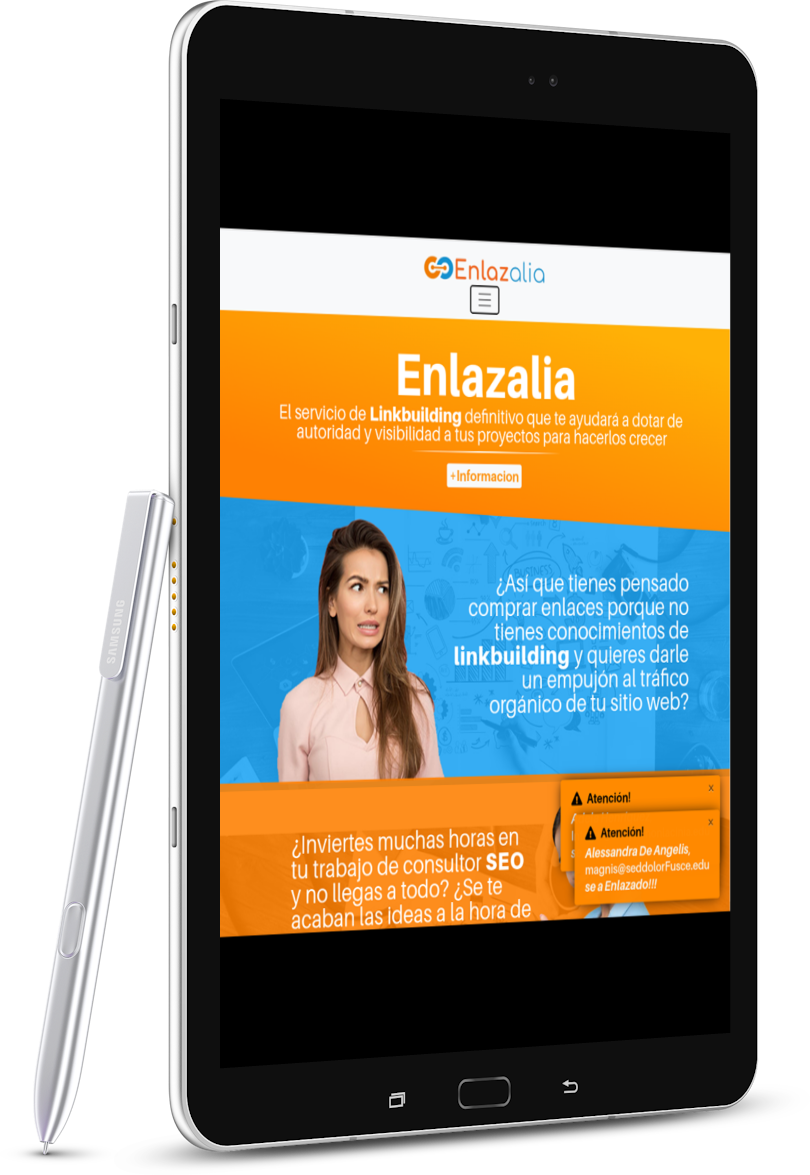 Enlazalia
Enlazalia
El servicio de Linkbuilding definitivo que te ayudará a dotar de
autoridad y visibilidad a tus proyectos para hacerlos crecer
+Informacion
¿Así que tienes pensado
comprar enlaces porque no
tienes conocimientos de
linkbuilding y quieres darle
un empujón al tráfico
orgánico de tu sitio web?
¿Inviertes muchas horas en
tu trabajo de consultor SEO
y no llegas a todo? ¿Se te
acaban las ideas a la hora de
Atención!
x
Atención!
x
Alessandra De Angelis,
magnis@seddolorFusce.edu
se a Enlazado!!!
SAMSUNG